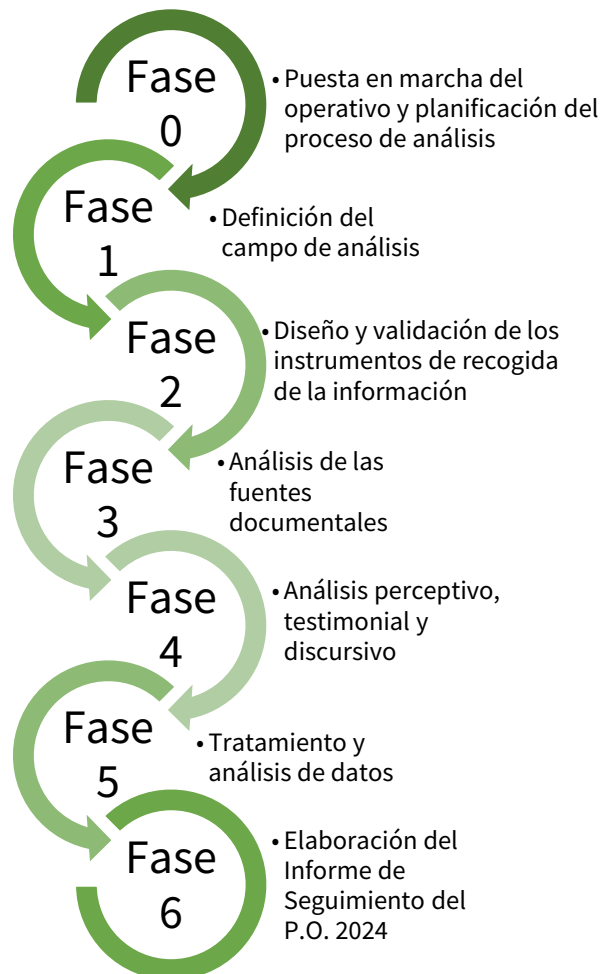 Fase
0
• Puesta en marcha del
operativo y planificación del
proceso de análisis
Fase
1
• Definición del
campo de análisis
Fase
2
• Diseño y validación de los
instrumentos de recogida
de la información
Fase
3
• Análisis de las
fuentes
documentales
Fase
4
• Análisis perceptivo,
testimonial y
discursivo
Fase
5
• Tratamiento y
análisis de datos
Fase
6
• Elaboración del
Informe de
Seguimiento del
P.O. 2024